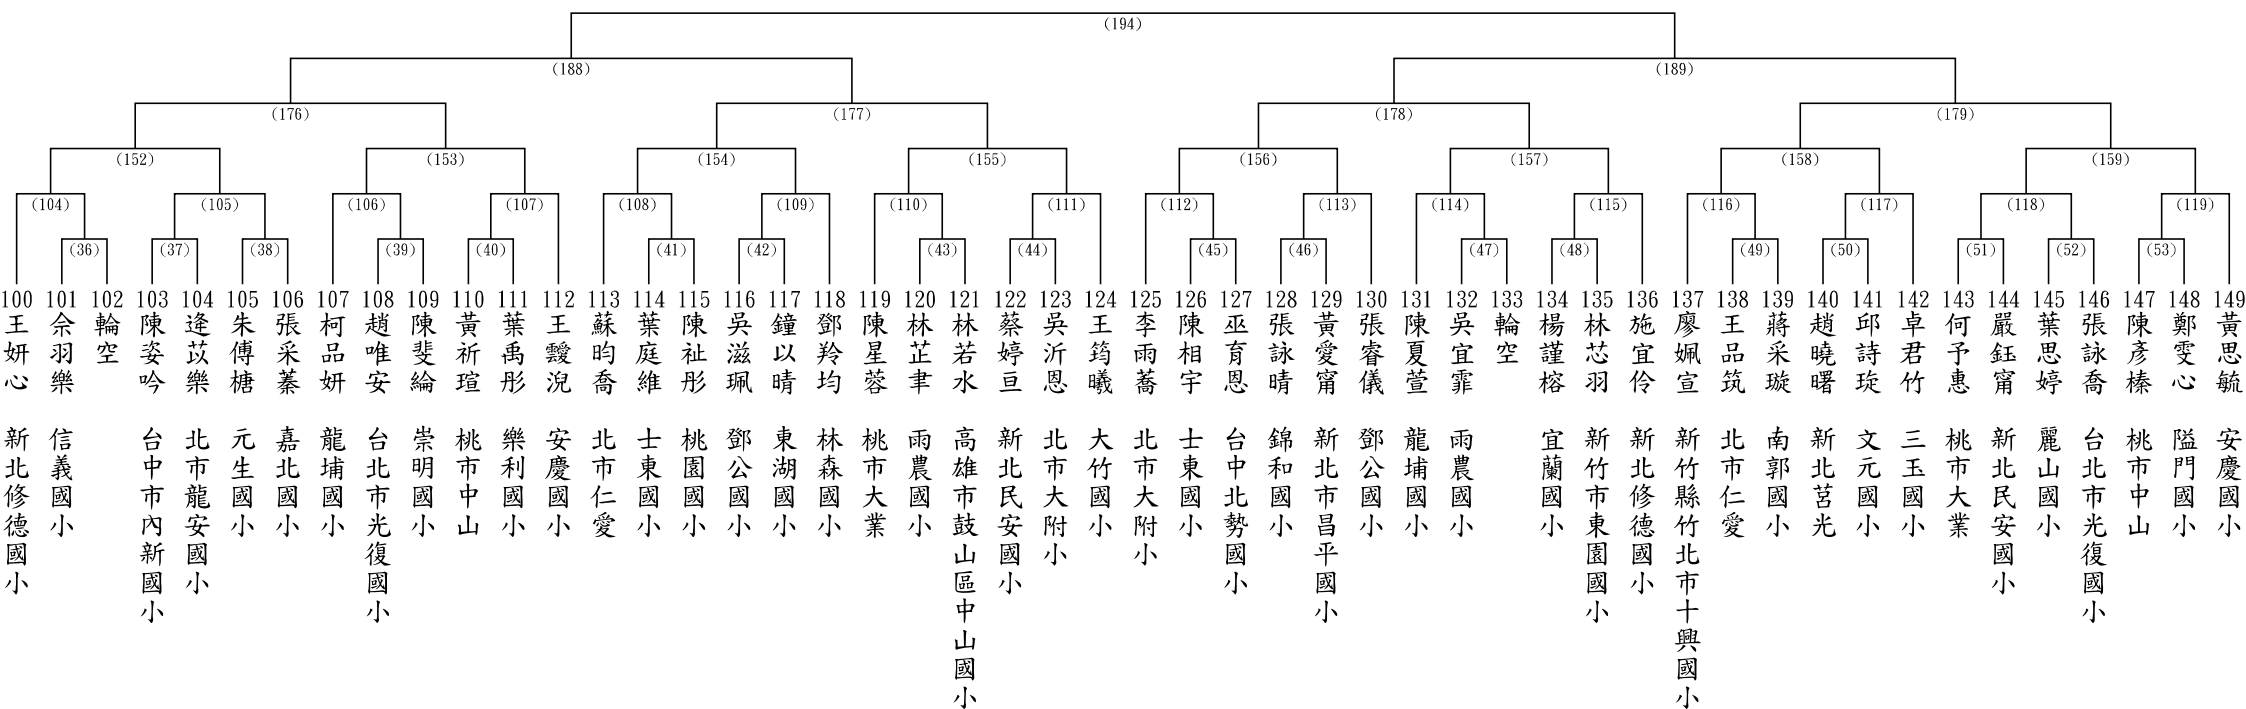 (194)
(188) (189)
(176) (177) (178) (179)
(152) (153) (154) (155) (156) (157) (158) (159)
(104) (105) (106) (107) (108) (109) (110) (111) (112) (113) (114) (115) (116) (117) (118) (119)
(36) (37) (38) (39) (40) (41) (42) (43) (44) (45) (46) (47) (48) (49) (50) (51) (52) (53)
100 王妍心 新北修德國小
101 佘羽樂 信義國小
102 輪空
103 陳姿吟 台中市內新國小
104 逄苡樂 北市龍安國小
105 朱傅榶 元生國小
106 張采蓁 嘉北國小
107 柯品妍 龍埔國小
108 趙唯安 台北市光復國小
109 陳斐綸 崇明國小
110 黃祈瑄 桃市中山
111 葉禹彤 樂利國小
112 王靉涗 安慶國小
113 蘇昀喬 北市仁愛
114 葉庭維 士東國小
115 陳祉彤 桃園國小
116 吳滋珮 鄧公國小
117 鐘以晴 東湖國小
118 鄧羚均 林森國小
119 陳星蓉 桃市大業
120 林芷聿 雨農國小
121 林若水 高雄市鼓山區中山國小
122 蔡婷亘 新北民安國小
123 吳沂恩 北市大附小
124 王筠曦 大竹國小
125 李雨蕎 北市大附小
126 陳相宇 士東國小
127 巫育恩 台中北勢國小
128 張詠晴 錦和國小
129 黃愛甯 新北市昌平國小
130 張睿儀 鄧公國小
131 陳夏萱 龍埔國小
132 吳宜霏 雨農國小
133 輪空
134 楊謹榕 宜蘭國小
135 林芯羽 新竹市東園國小
136 施宜伶 新北修德國小
137 廖姵宣 新竹縣竹北市十興國小
138 王品筑 北市仁愛
139 蔣采璇 南郭國小
140 趙曉曙 新北莒光
141 邱詩琁 文元國小
142 卓君竹 三玉國小
143 何予惠 桃市大業
144 嚴鈺甯 新北民安國小
145 葉思婷 麗山國小
146 張詠喬 台北市光復國小
147 陳彥榛 桃市中山
148 鄭雯心 隘門國小
149 黃思毓 安慶國小